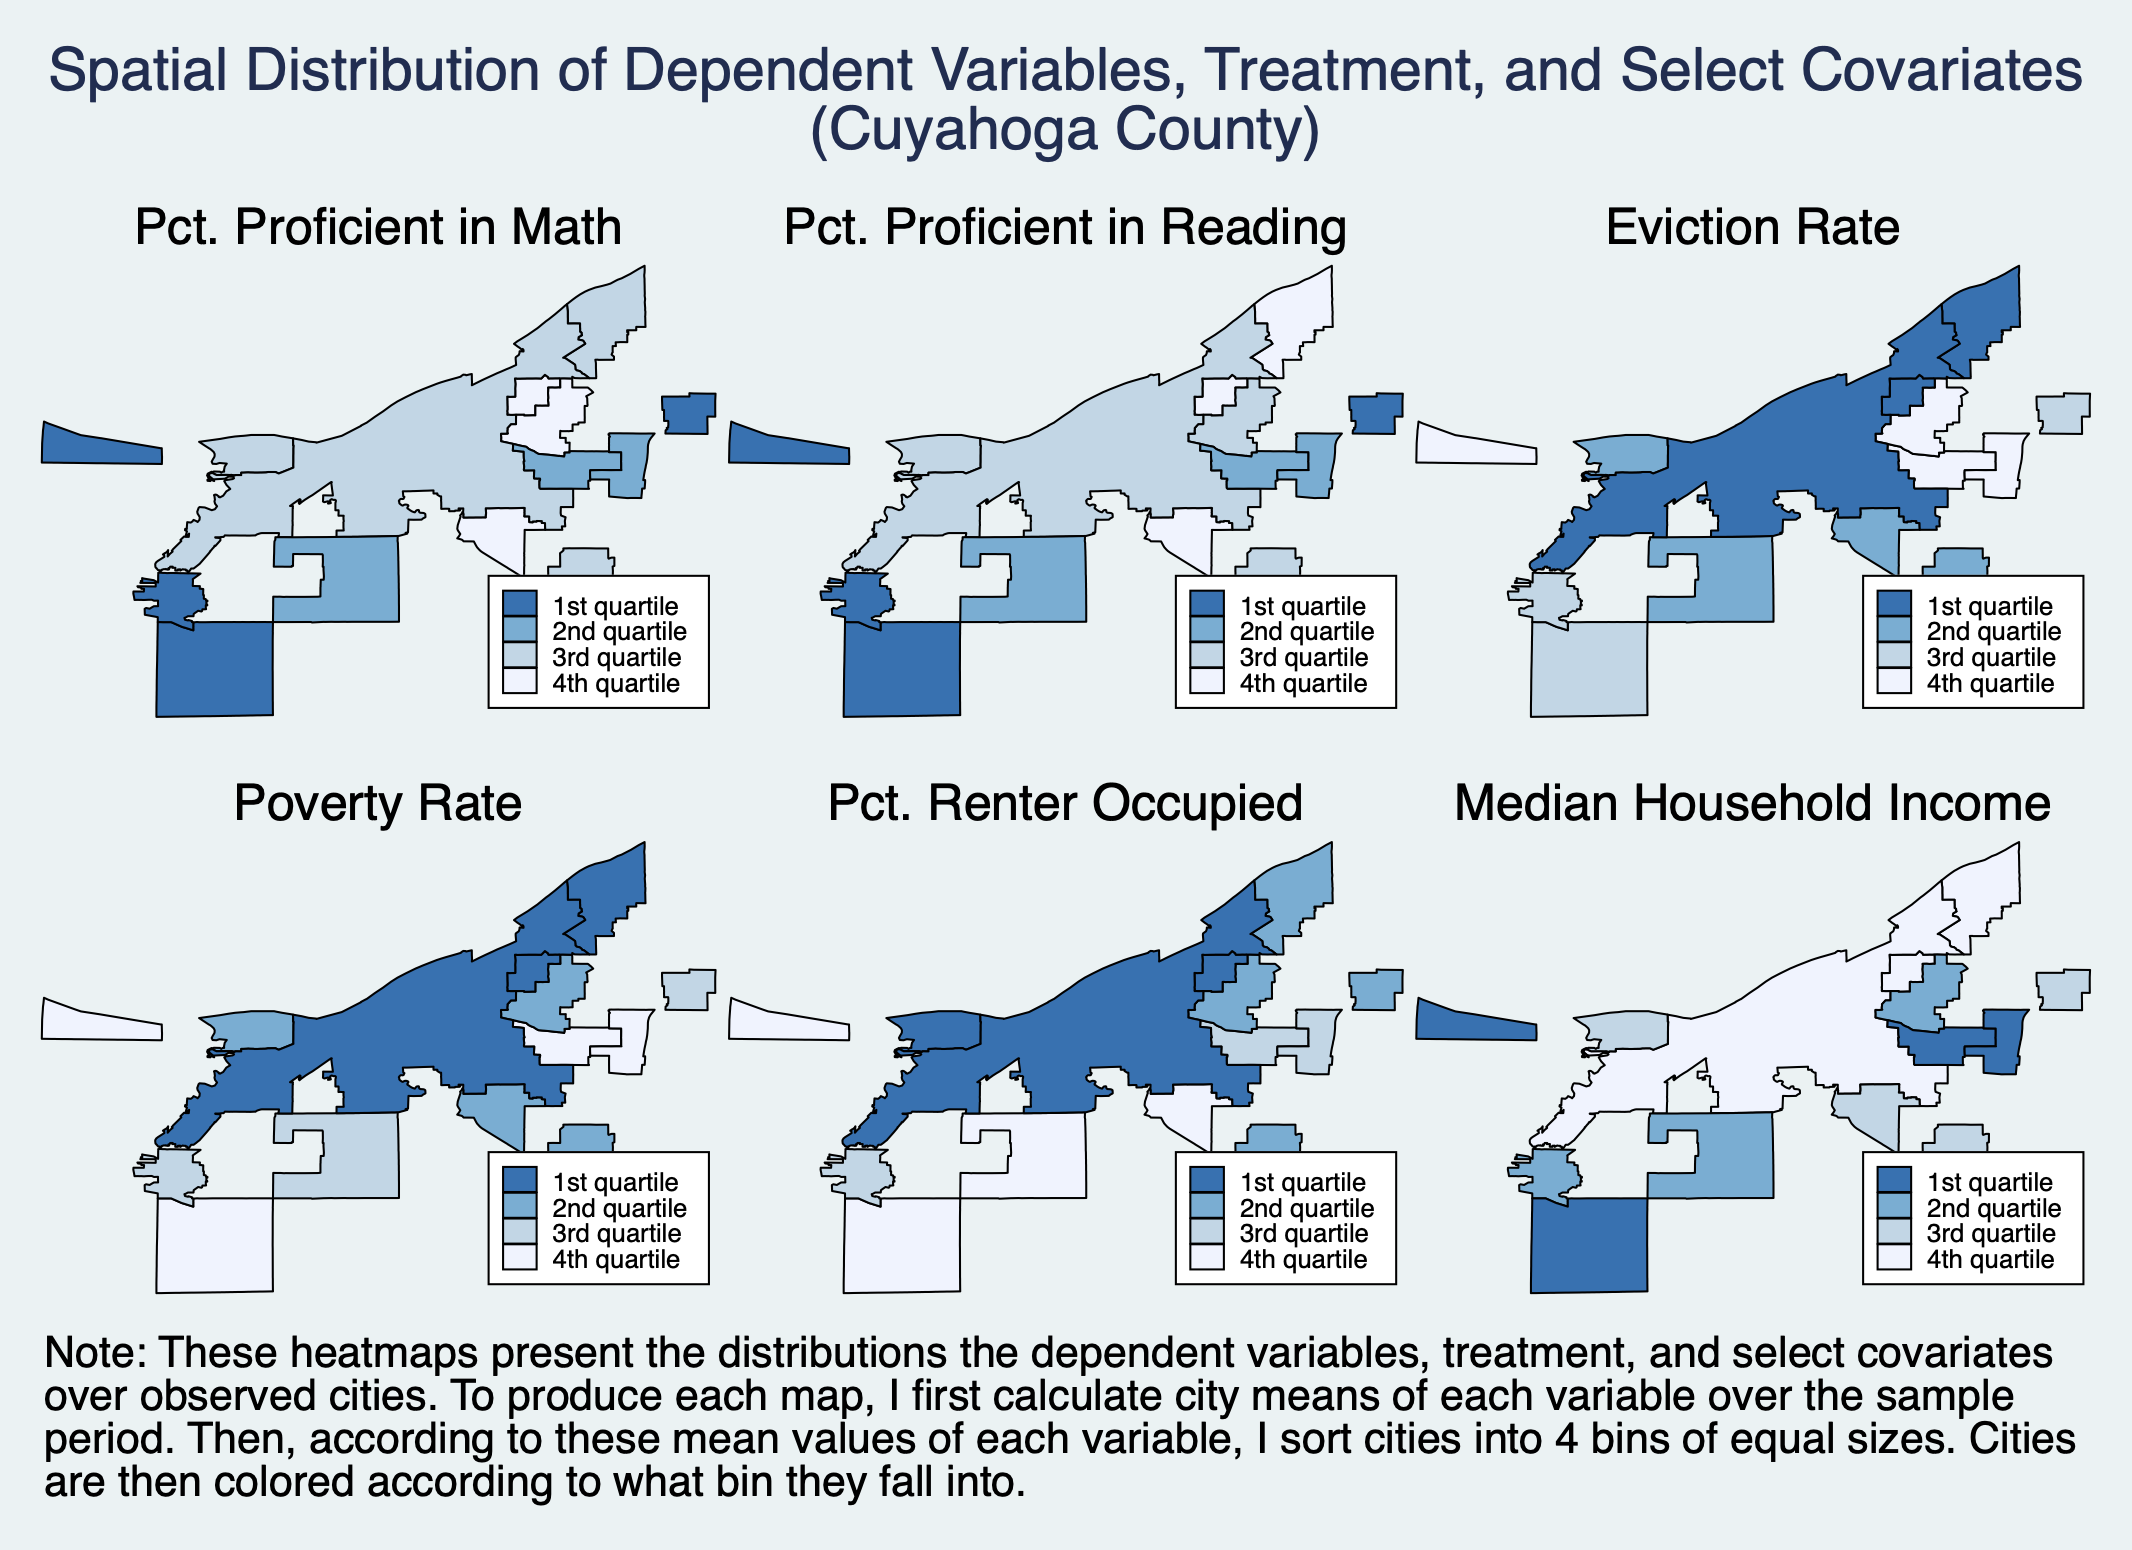 Spatial Distribution of Dependent Variables, Treatment, and Select Covariates
(Cuyahoga County)
Pct. Proficient in Math
Pct. Proficient in Reading
Eviction Rate
1st quartile
2nd quartile
3rd quartile
4th quartile
1st quartile
2nd quartile
3rd quartile
4th quartile
1st quartile
2nd quartile
3rd quartile
4th quartile
Poverty Rate
Pct. Renter Occupied
Median Household Income
1st quartile
2nd quartile
3rd quartile
4th quartile
1st quartile
2nd quartile
3rd quartile
4th quartile
1st quartile
2nd quartile
3rd quartile
4th quartile
Note: These heatmaps present the distributions the dependent variables, treatment, and select covariates
over observed cities. To produce each map, I first calculate city means of each variable over the sample
period. Then, according to these mean values of each variable, I sort cities into 4 bins of equal sizes. Cities
are then colored according to what bin they fall into.